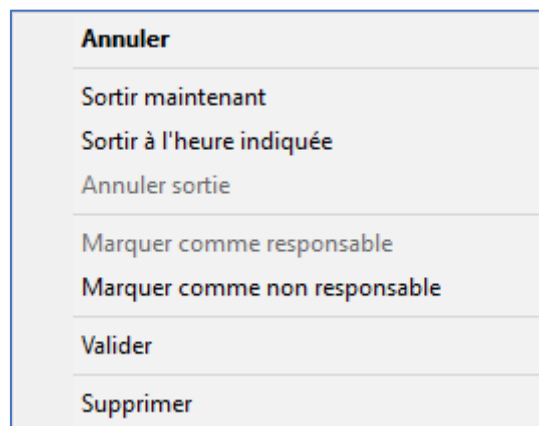 Annuler
Sortir maintenant
Sortir à l'heure indiquée
Annuler sortie
Marquer comme responsable
Marquer comme non responsable
Valider
Supprimer